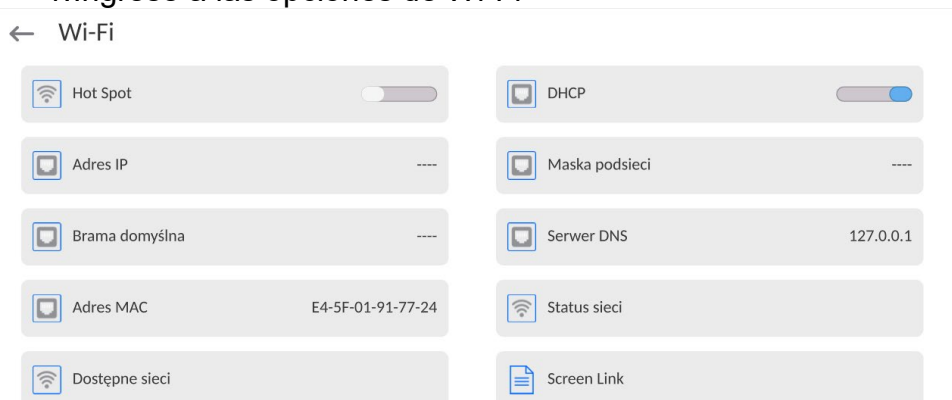 Wi-Fi
Hot Spot
DHCP
Adres IP ----
Maska podsieci ----
Brama domyślna ----
Serwer DNS 127.0.0.1
Adres MAC E4-5F-01-91-77-24
Status sieci
Dostępne sieci
Screen Link